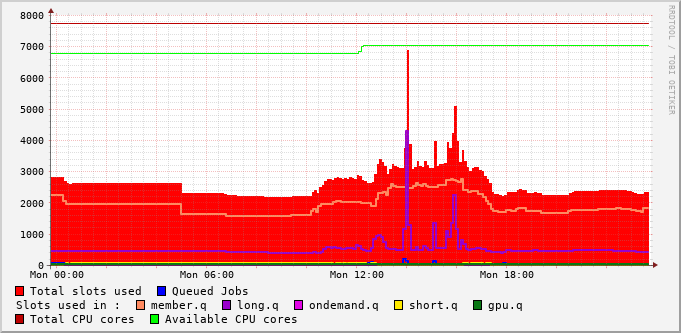 8000
7000
6000
5000
4000
3000
2000
1000
0
Mon 00:00 Mon 06:00 Mon 12:00 Mon 18:00
RRDTOOL / TOBI OETIKER
Total slots used Queued Jobs
Slots used in : member.q long.q ondemand.q short.q gpu.q
Total CPU cores Available CPU cores